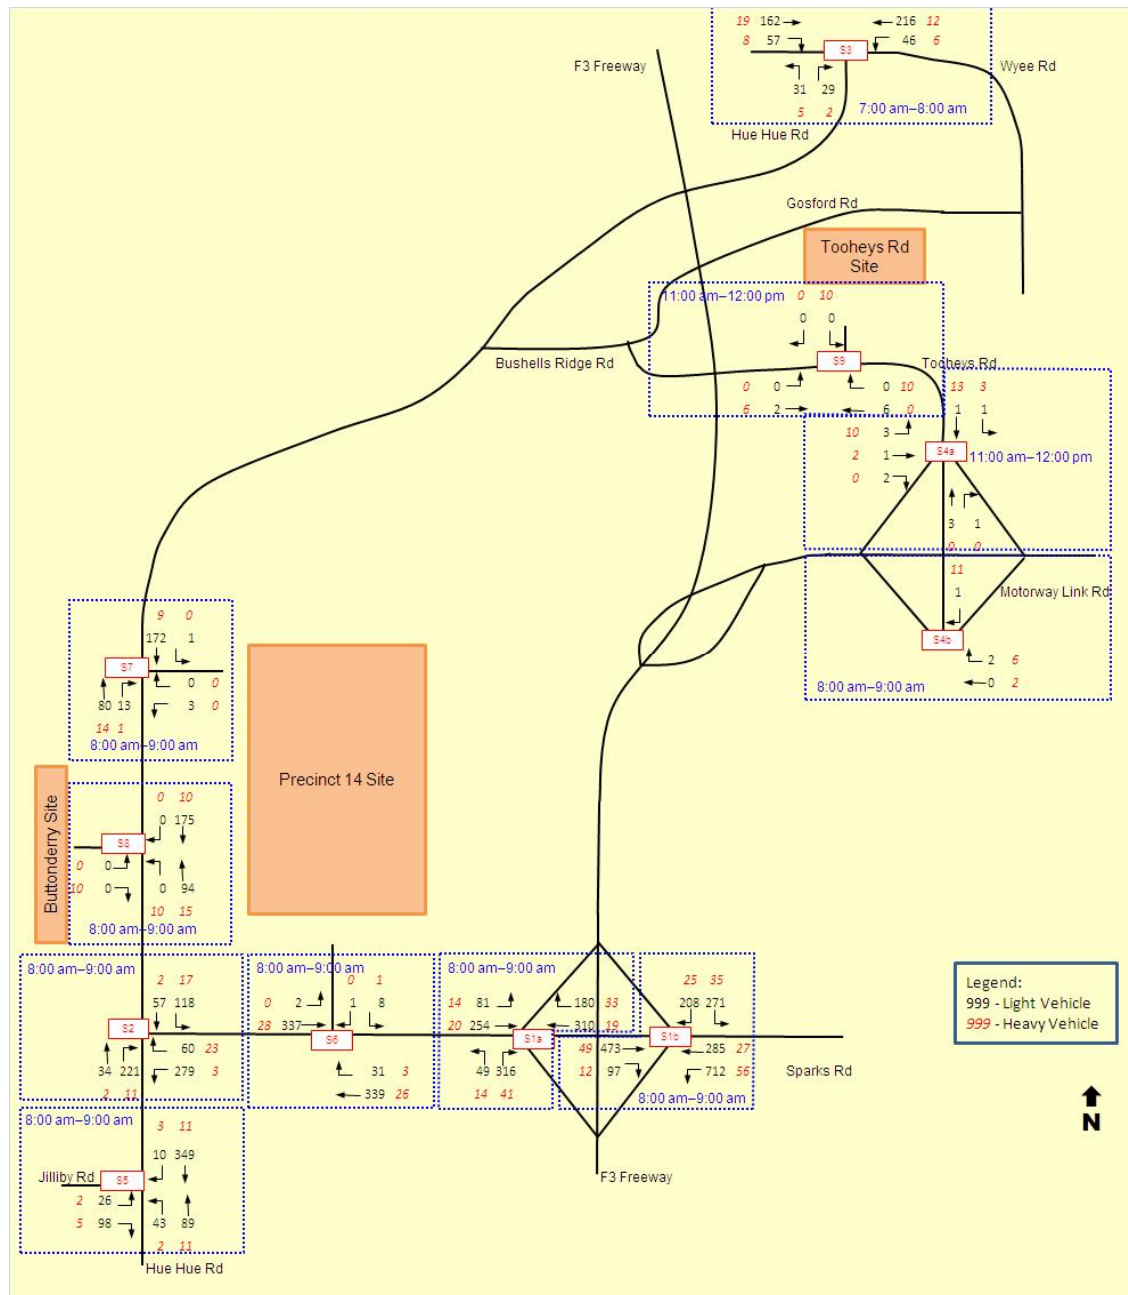 19 162 216 12
8 57 S3 46 6
F3 Freeway
Wyee Rd
31 29
5 2 7:00 am–8:00 am
Hue Hue Rd
Gosford Rd
Tooheys Rd
Site
11:00 am–12:00 pm 0 10
0 0
Bushells Ridge Rd
S9
Tooheys Rd
0 0 0 10 13 3
6 2 6 0 1 1
10 3
2 1 S4a 11:00 am–12:00 pm
0 2
3 1
0 0
11
1 Motorway Link Rd
S4b
2 6
8:00 am–9:00 am 0 2
9 0
172 1
S7
0 0
80 13 3 0
14 1
8:00 am–9:00 am
Precinct 14 Site
Buttonderry Site
0 10
0 175
S8
0 0
10 0 0 94
10 15
8:00 am–9:00 am
8:00 am–9:00 am
2 17
57 118
S2
60 23
34 221 279 3
2 11
8:00 am–9:00 am
0 1
0 2 1 8
28 337
S6
31 3
339 26
8:00 am–9:00 am
14 81 180 33
20 254 310 19
S1a
49 316
14 41
25 35
208 271
S1b
49 473 285 27
12 97 712 56
8:00 am–9:00 am
Sparks Rd
Legend:
999 - Light Vehicle
999 - Heavy Vehicle
N
8:00 am–9:00 am
3 11
10 349
Jilliby Rd S5
2 26
5 98 43 89
2 11
F3 Freeway
Hue Hue Rd